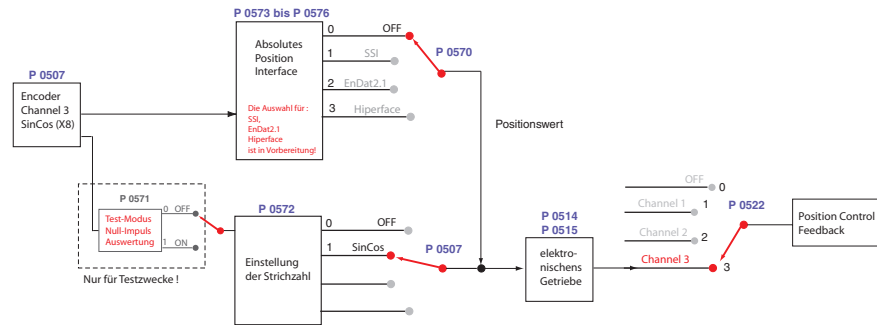 P 0573 bis P 0576
Absolutes
Position
Interface
Die Auswahl für :
SSI,
EnDat2.1
Hiperface
ist in Vorbereitung!
0 OFF
1 SSI
2 EnDat2.1
3 Hiperface
P 0570
P 0507
Encoder
Channel 3
SinCos (X8)
Positionswert
P 0571
Test-Modus
Null-Impuls
Auswertung
0 OFF
1 ON
Nur für Testzwecke !
P 0572
Einstellung
der Strichzahl
0 OFF
1 SinCos
P 0507
P 0514
P 0515
elektro-
nischens
Getriebe
OFF 0
Channel 1 1
Channel 2 2
Channel 3 3
P 0522
Position Control
Feedback